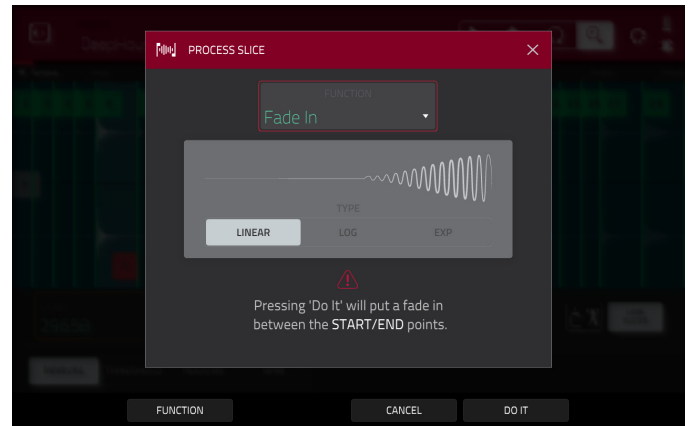 PROCESS SLICE
FUNCTION
Fade In
TYPE
LINEAR LOG EXP
Pressing 'Do It' will put a fade in
between the START/END points.
MANUAL
FUNCTION CANCEL DO IT